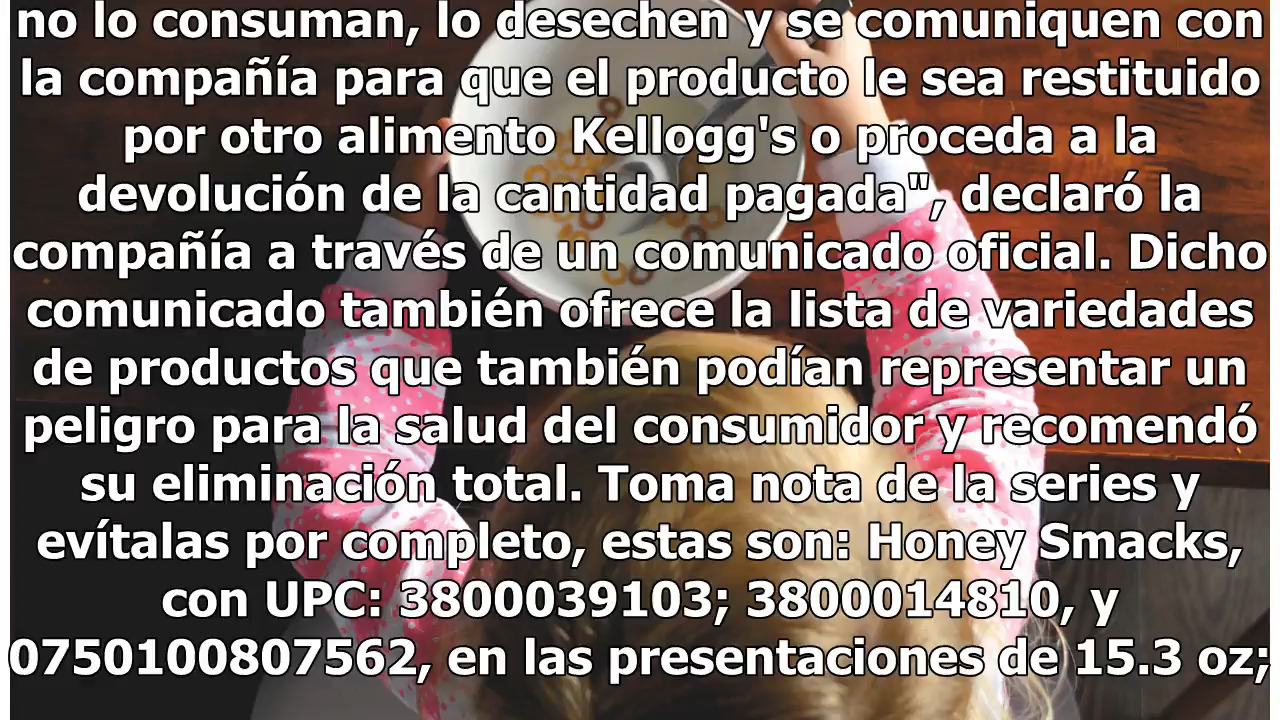 no lo consuman, lo desechen y se comuniquen con
la compañía para que el producto le sea restituido
por otro alimento Kellogg's o proceda a la
devolución de la cantidad pagada", declaró la
compañía a través de un comunicado oficial. Dicho
comunicado también ofrece la lista de variedades
de productos que también podían representar un
peligro para la salud del consumidor y recomendó
su eliminación total. Toma nota de la series y
evítalas por completo, estas son: Honey Smacks,
con UPC: 3800039103; 3800014810, y
0750100807562, en las presentaciones de 15.3 oz;